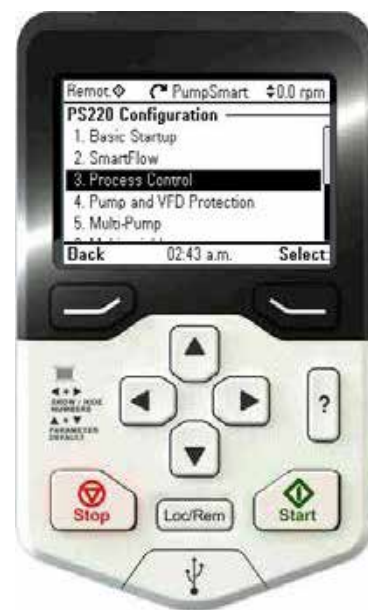 Remot. PumpSmart 0.0 rpm
PS220 Configuration
1. Basic Startup
2. SmartFlow
3. Process Control
4. Pump and VFD Protection
5. Multi-Pump
Back 02:43 a.m. Select
SHOW / HIDE
NUMBERS
PARAMETER
DEFAULT
?
Stop Loc/Rem Start